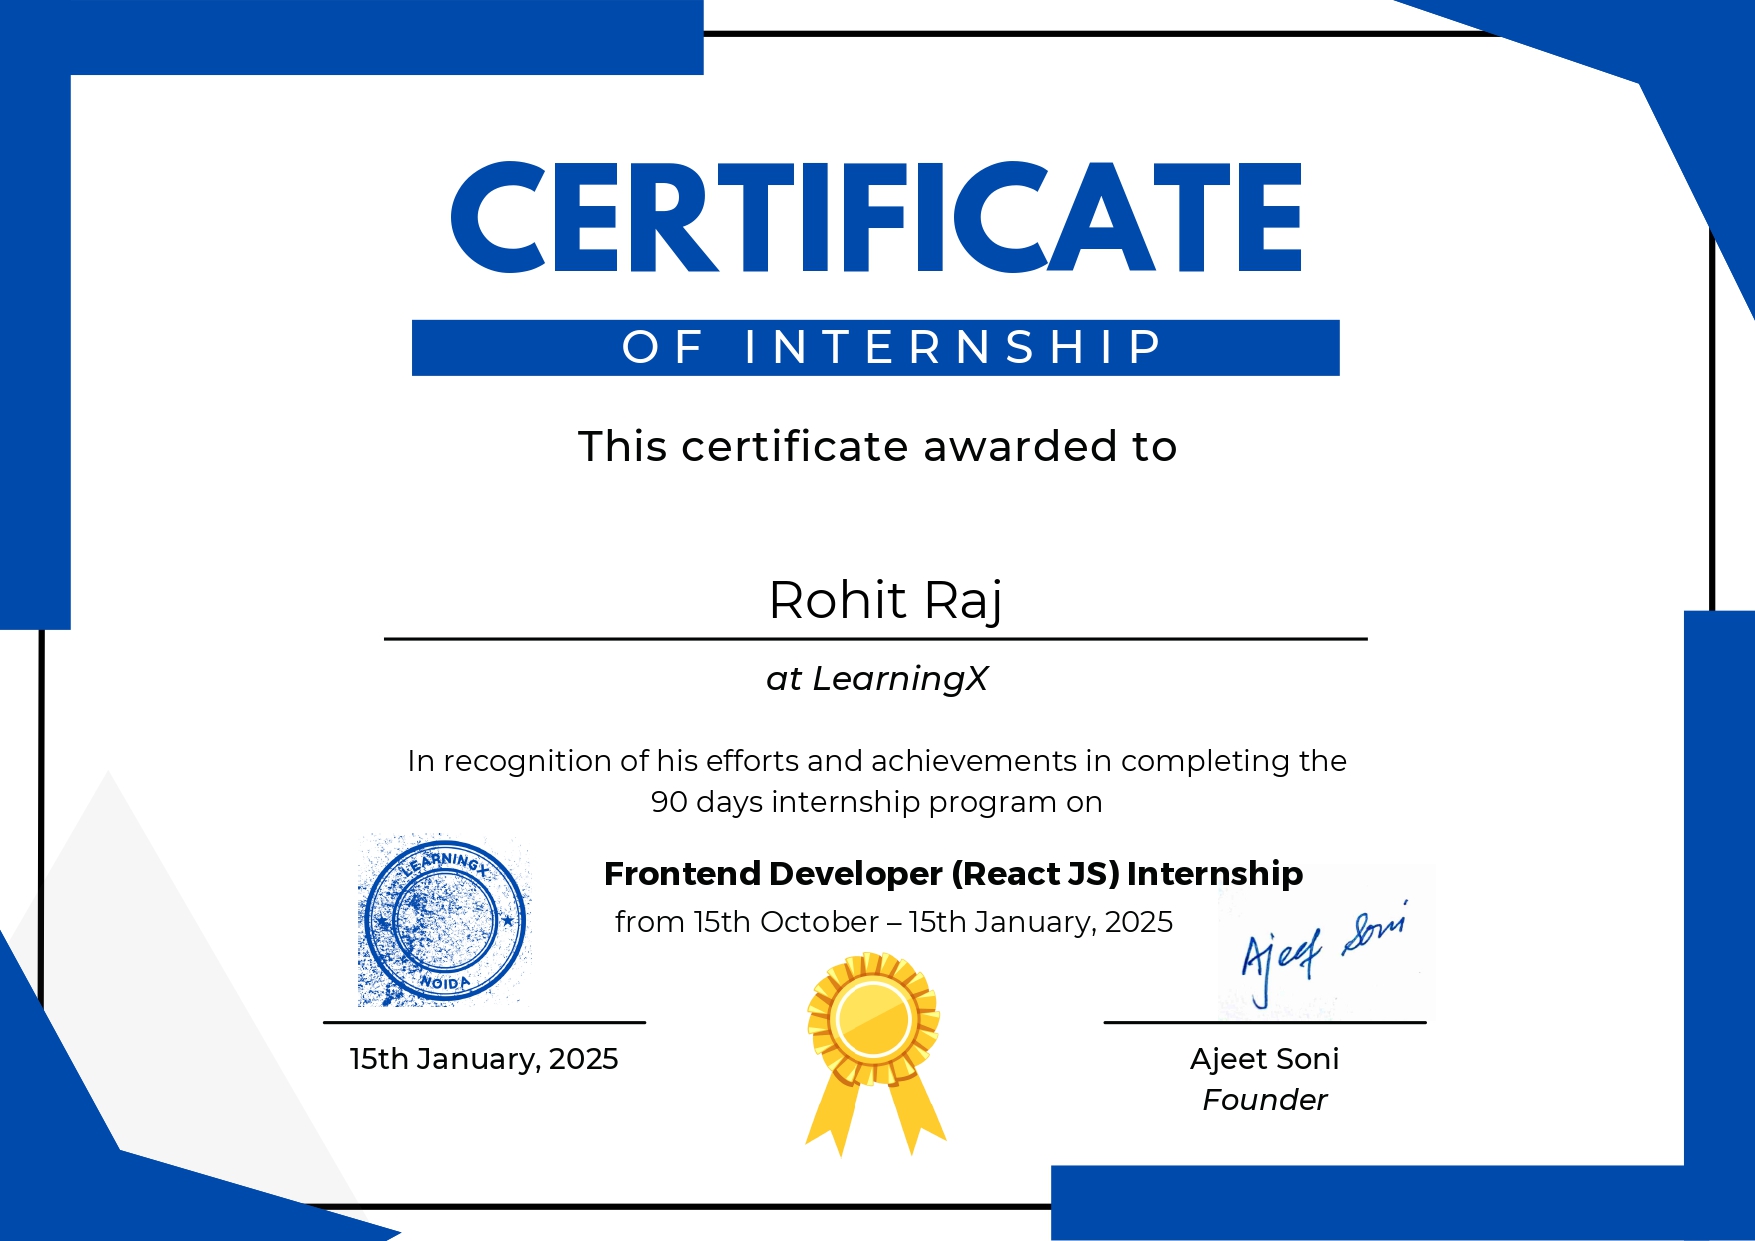 CERTIFICATE
OF INTERNSHIP
This certificate awarded to
Rohit Raj
at LearningX
In recognition of his efforts and achievements in completing the
90 days internship program on
Frontend Developer (React JS) Internship
from 15th October – 15th January, 2025
LEARNINGX
NOIDA
Ajeet Soni
15th January, 2025
Ajeet Soni
Founder